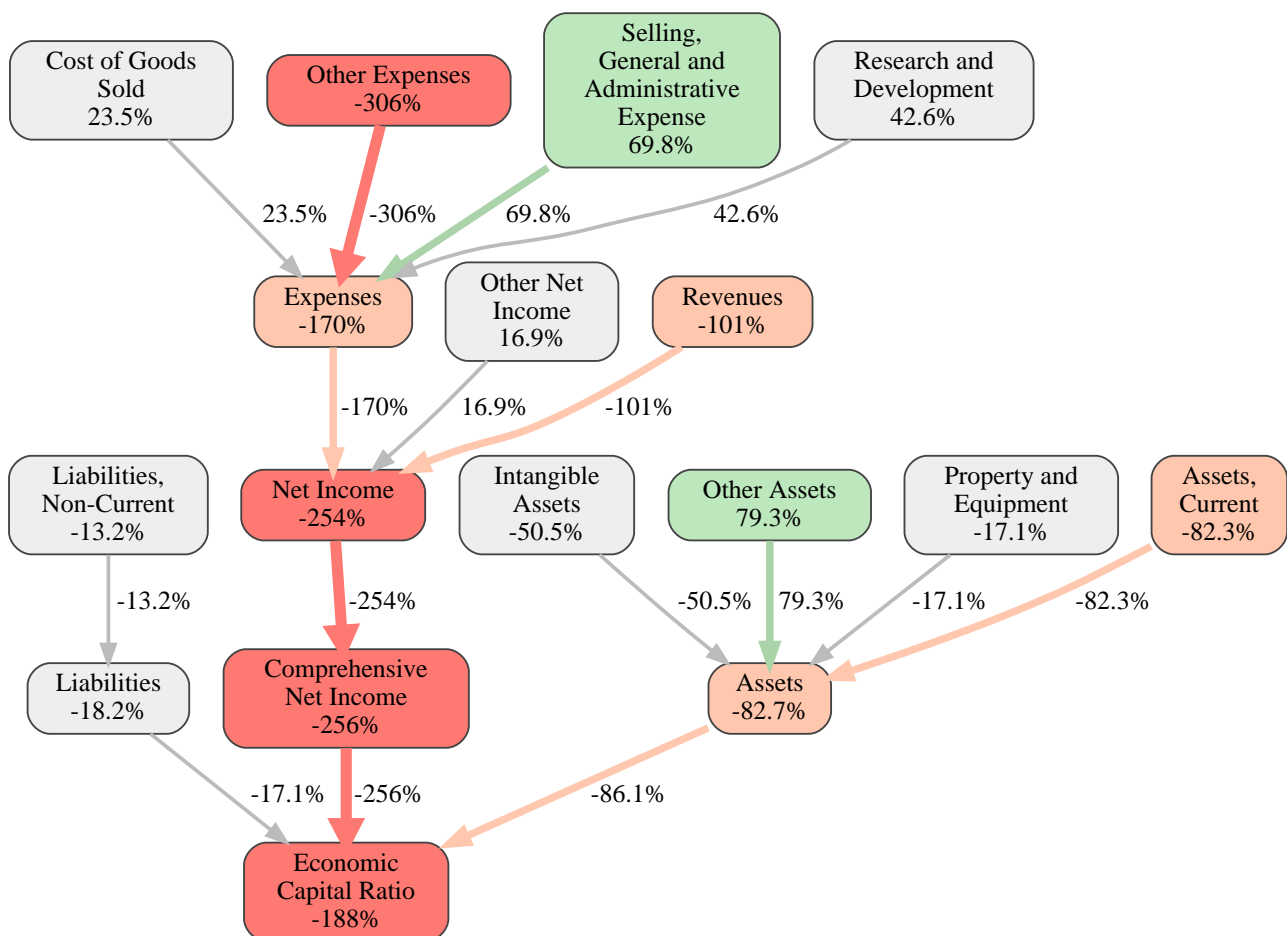 Cost of Goods
Sold
23.5%
Other Expenses
-306%
Selling,
General and
Administrative
Expense
69.8%
Research and
Development
42.6%
23.5%
-306%
69.8%
42.6%
Expenses
-170%
Other Net
Income
16.9%
Revenues
-101%
-170%
16.9%
-101%
Liabilities,
Non-Current
-13.2%
Net Income
-254%
Intangible
Assets
-50.5%
Other Assets
79.3%
Property and
Equipment
-17.1%
Assets,
Current
-82.3%
-13.2%
-254%
-50.5%
79.3%
-17.1%
-82.3%
Liabilities
-18.2%
Comprehensive
Net Income
-256%
Assets
-82.7%
-17.1%
-256%
-86.1%
Economic
Capital Ratio
-188%